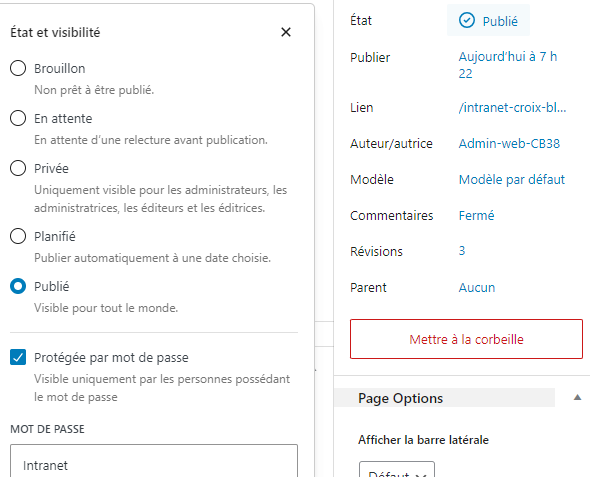 État et visibilité
Brouillon
Non prêt à être publié.
En attente
En attente d’une relecture avant publication.
Privée
Uniquement visible pour les administrateurs, les
administratrices, les éditeurs et les éditrices.
Planifié
Publier automatiquement à une date choisie.
Publié
Visible pour tout le monde.
Protégée par mot de passe
Visible uniquement par les personnes possédant
le mot de passe
MOT DE PASSE
Intranet
État
Publié
Publier
Aujourd’hui à 7 h
22
Lien
/intranet-croix-bl...
Auteur/autrice
Admin-web-CB38
Modèle
Modèle par défaut
Commentaires
Fermé
Révisions
3
Parent
Aucun
Mettre à la corbeille
Page Options
Afficher la barre latérale
Défaut